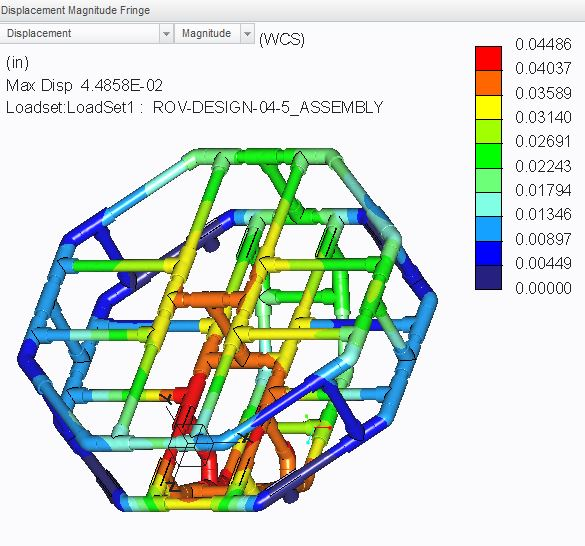 Displacement Magnitude Fringe
Displacement Magnitude (WCS)
(in)
Max Disp 4.4858E-02
Loadset:LoadSet1 : ROV-DESIGN-04-5_ASSEMBLY
0.04486
0.04037
0.03589
0.03140
0.02691
0.02243
0.01794
0.01346
0.00897
0.00449
0.00000